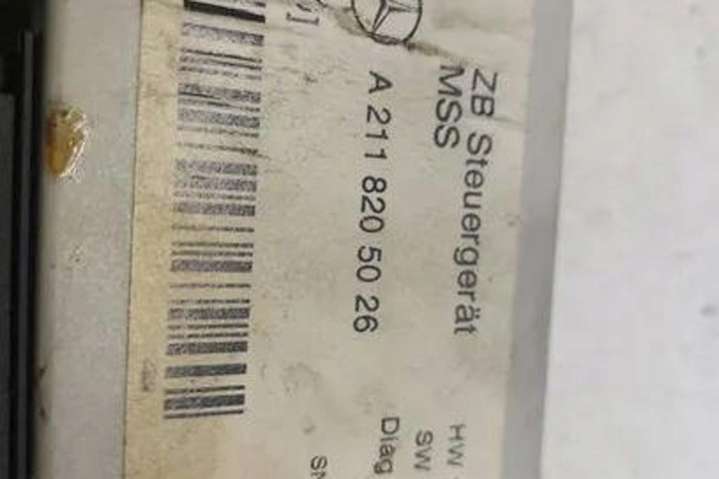 ZB Steuergerät
MSS
A 211 820 50 26
HW
SW
Diag